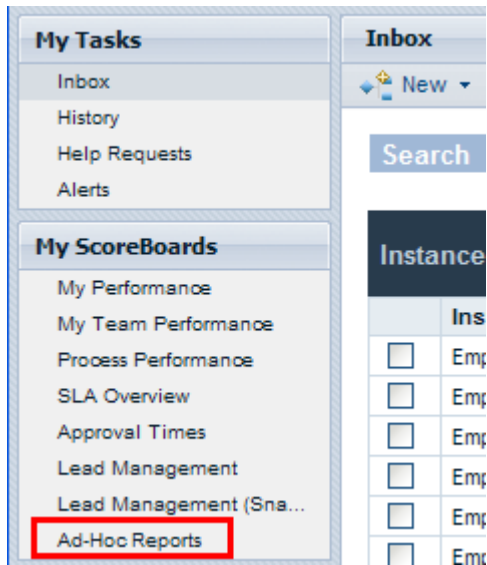 My Tasks
Inbox
History
Help Requests
Alerts
My ScoreBoards
My Performance
My Team Performance
Process Performance
SLA Overview
Approval Times
Lead Management
Lead Management (Sna...
Ad-Hoc Reports
Inbox
New
Search
Instance
Ins
Emp
Emp
Emp
Emp
Emp
Emp